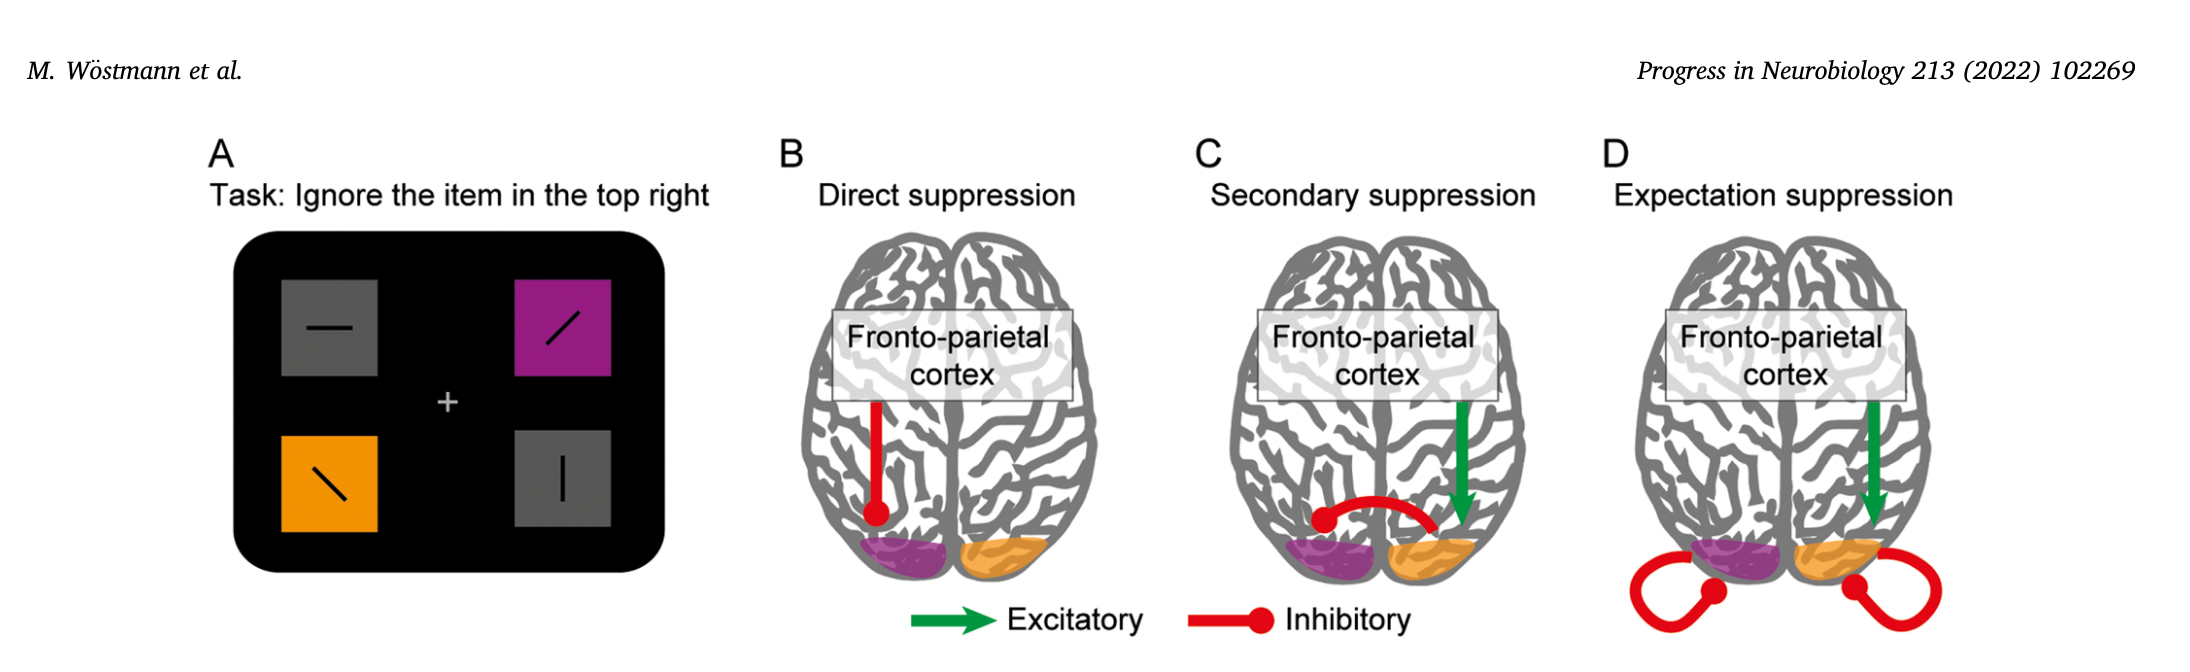 M. Wöstmann et al.
Progress in Neurobiology 213 (2022) 102269
A
Task: Ignore the item in the top right
B
Direct suppression
Fronto-parietal
cortex
C
Secondary suppression
Fronto-parietal
cortex
D
Expectation suppression
Fronto-parietal
cortex
Excitatory
Inhibitory